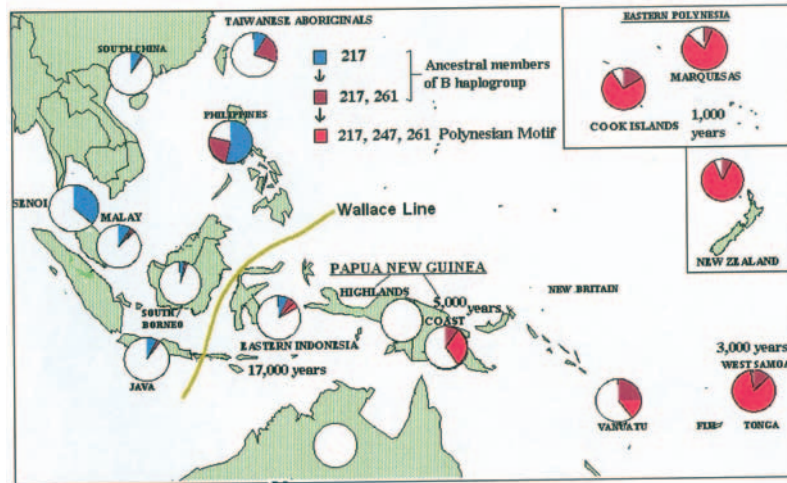 TAIWANESE ABORIGINALS
SOUTH CHINA
217
217, 261
217, 247, 261 Polynesian Motif
Ancestral members
of B haplogroup
EASTERN POLYNESIA
MARQUESAS
COOK ISLANDS
1,000
years
PHILIPPINES
SENOI
MALAY
Wallace Line
NEW ZEALAND
PAPUA NEW GUINEA
HIGHLANDS
5,000
years
COAST
NEW BRITAIN
SOUTH
BORNEO
EASTERN INDONESIA
17,000 years
JAVA
3,000 years
WEST SAMOA
VANUATU
FIJI
TONGA